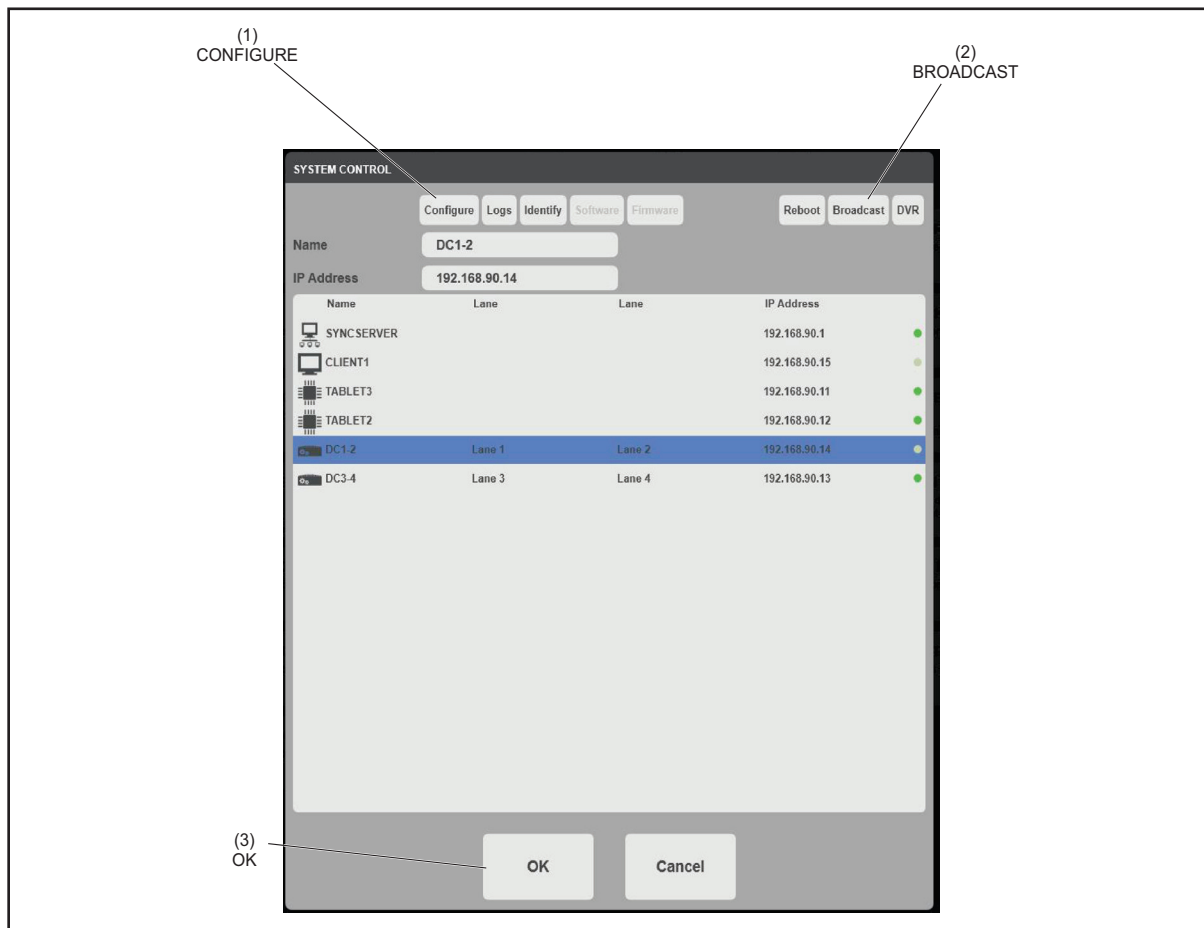 (1)
CONFIGURE
(2)
BROADCAST
SYSTEM CONTROL
Configure Logs Identify Software Firmware Reboot Broadcast DVR
Name DC1-2
IP Address 192.168.90.14
Name Lane Lane IP Address
SYNCSERVER 192.168.90.1
CLIENT1 192.168.90.15
TABLET3 192.168.90.11
TABLET2 192.168.90.12
DC1-2 Lane 1 Lane 2 192.168.90.14
DC3-4 Lane 3 Lane 4 192.168.90.13
(3)
OK
OK Cancel